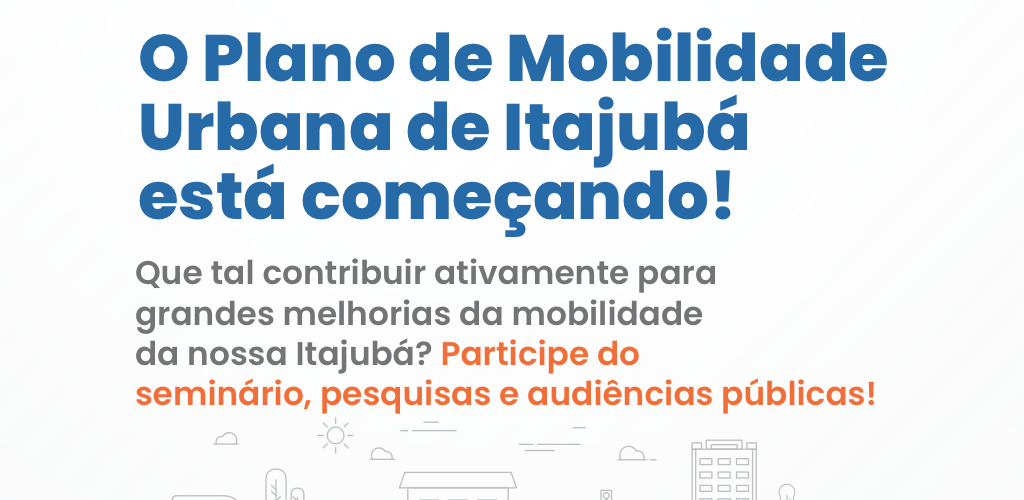 O Plano de Mobilidade
Urbana de Itajubá
está começando!
Que tal contribuir ativamente para
grandes melhorias da mobilidade
da nossa Itajubá? Participe do
seminário, pesquisas e audiências públicas!